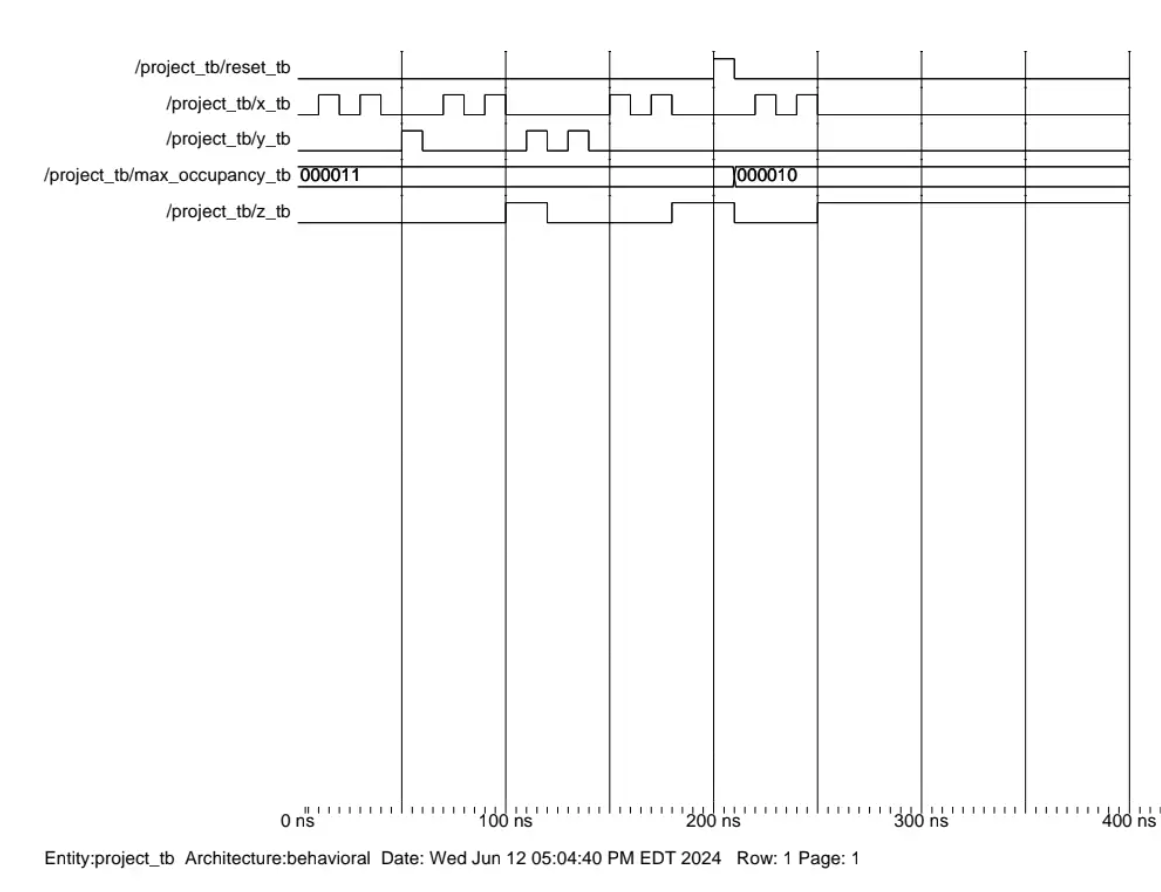 /project_tb/reset_tb
/project_tb/x_tb
/project_tb/y_tb
/project_tb/max_occupancy_tb 000011 000010
/project_tb/z_tb
0 ns 100 ns 200 ns 300 ns 400 ns
Entity:project_tb Architecture:behavioral Date: Wed Jun 12 05:04:40 PM EDT 2024 Row: 1 Page: 1